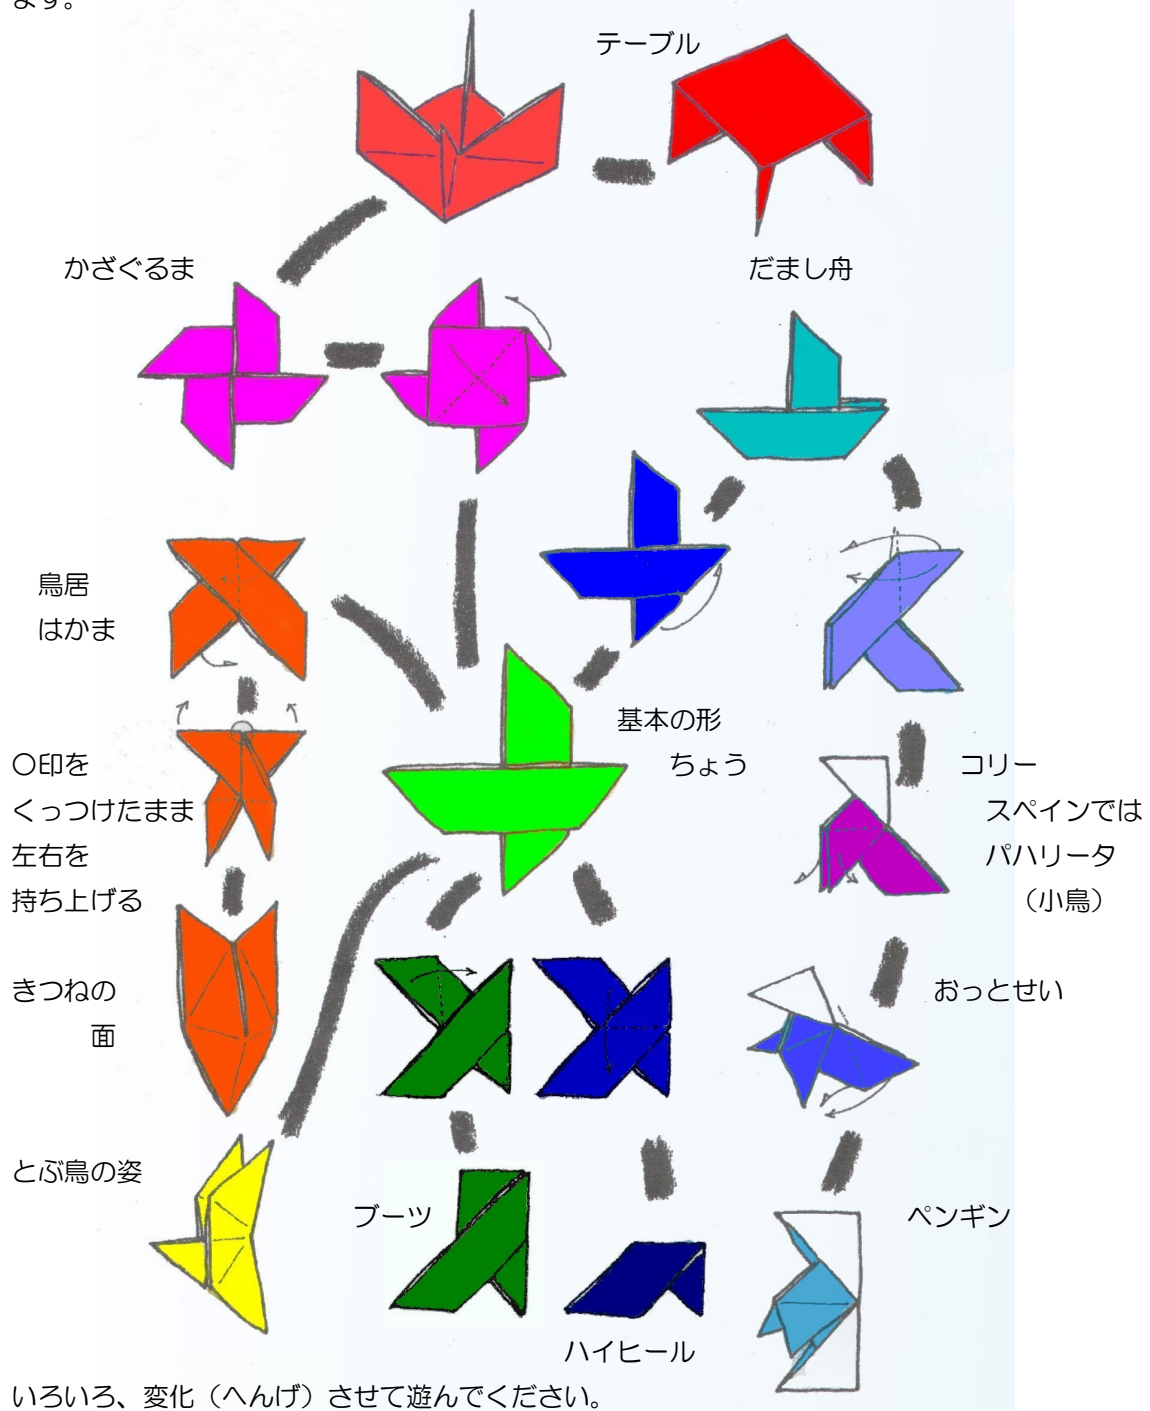 ます。
テーブル
かざぐるま
だまし舟
鳥居
はかま
基本の形
ちょう
〇印を
くっつけたまま
左右を
持ち上げる
コリー
スペインでは
パハリータ
（小鳥）
きつねの
面
おっとせい
とぶ鳥の姿
ブーツ
ペンギン
ハイヒール
いろいろ、変化（へんげ）させて遊んでください。